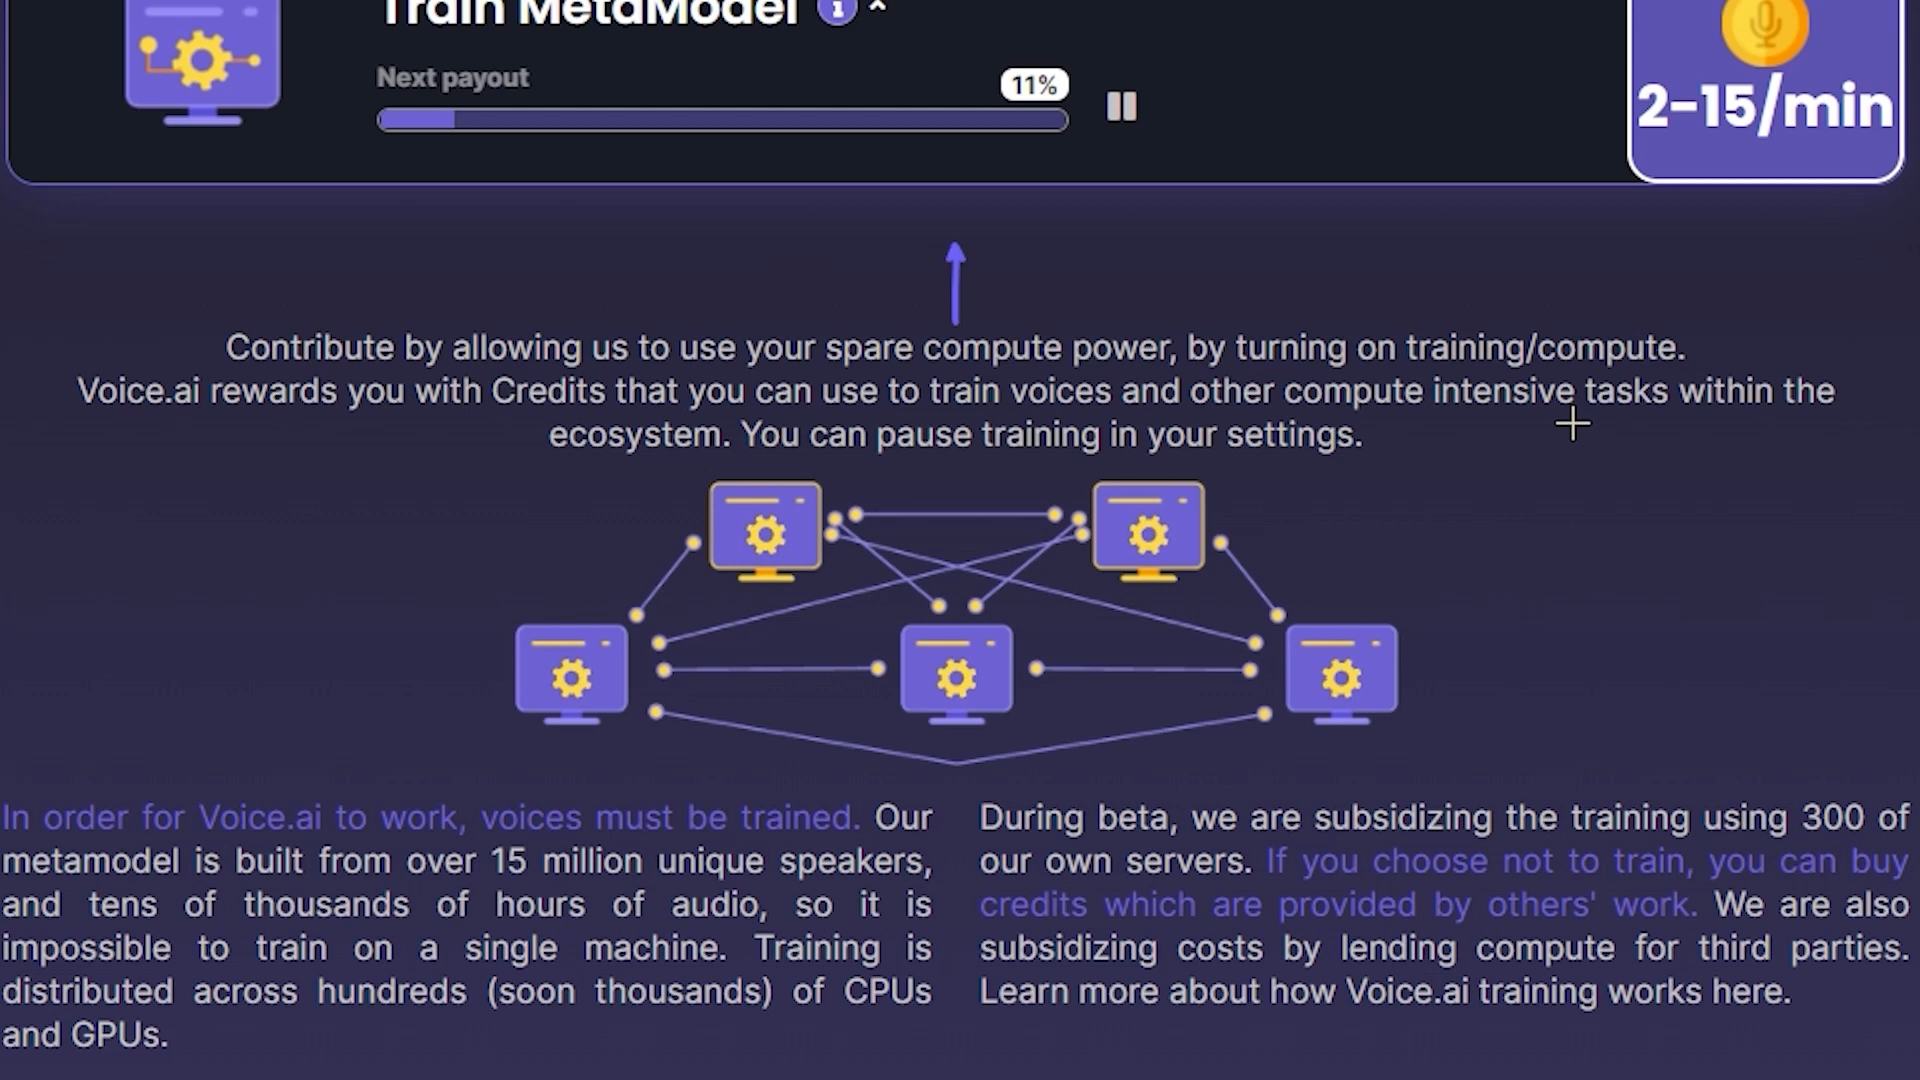 Train MetaModel
Next payout
11%
2-15/min
Contribute by allowing us to use your spare compute power, by turning on training/compute.
Voice.ai rewards you with Credits that you can use to train voices and other compute intensive tasks within the
ecosystem. You can pause training in your settings.
In order for Voice.ai to work, voices must be trained. Our
metamodel is built from over 15 million unique speakers,
and tens of thousands of hours of audio, so it is
impossible to train on a single machine. Training is
distributed across hundreds (soon thousands) of CPUs
and GPUs.
During beta, we are subsidizing the training using 300 of
our own servers. If you choose not to train, you can buy
credits which are provided by others' work. We are also
subsidizing costs by lending compute for third parties.
Learn more about how Voice.ai training works here.